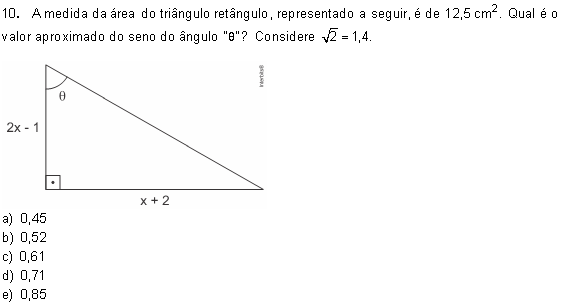 10. A medida da área do triângulo retângulo, representado a seguir, é de 12,5 cm². Qual é o
valor aproximado do seno do ângulo "θ"? Considere √2 = 1,4.
interbits®
θ
2x - 1
x + 2
a) 0,45
b) 0,52
c) 0,61
d) 0,71
e) 0,85